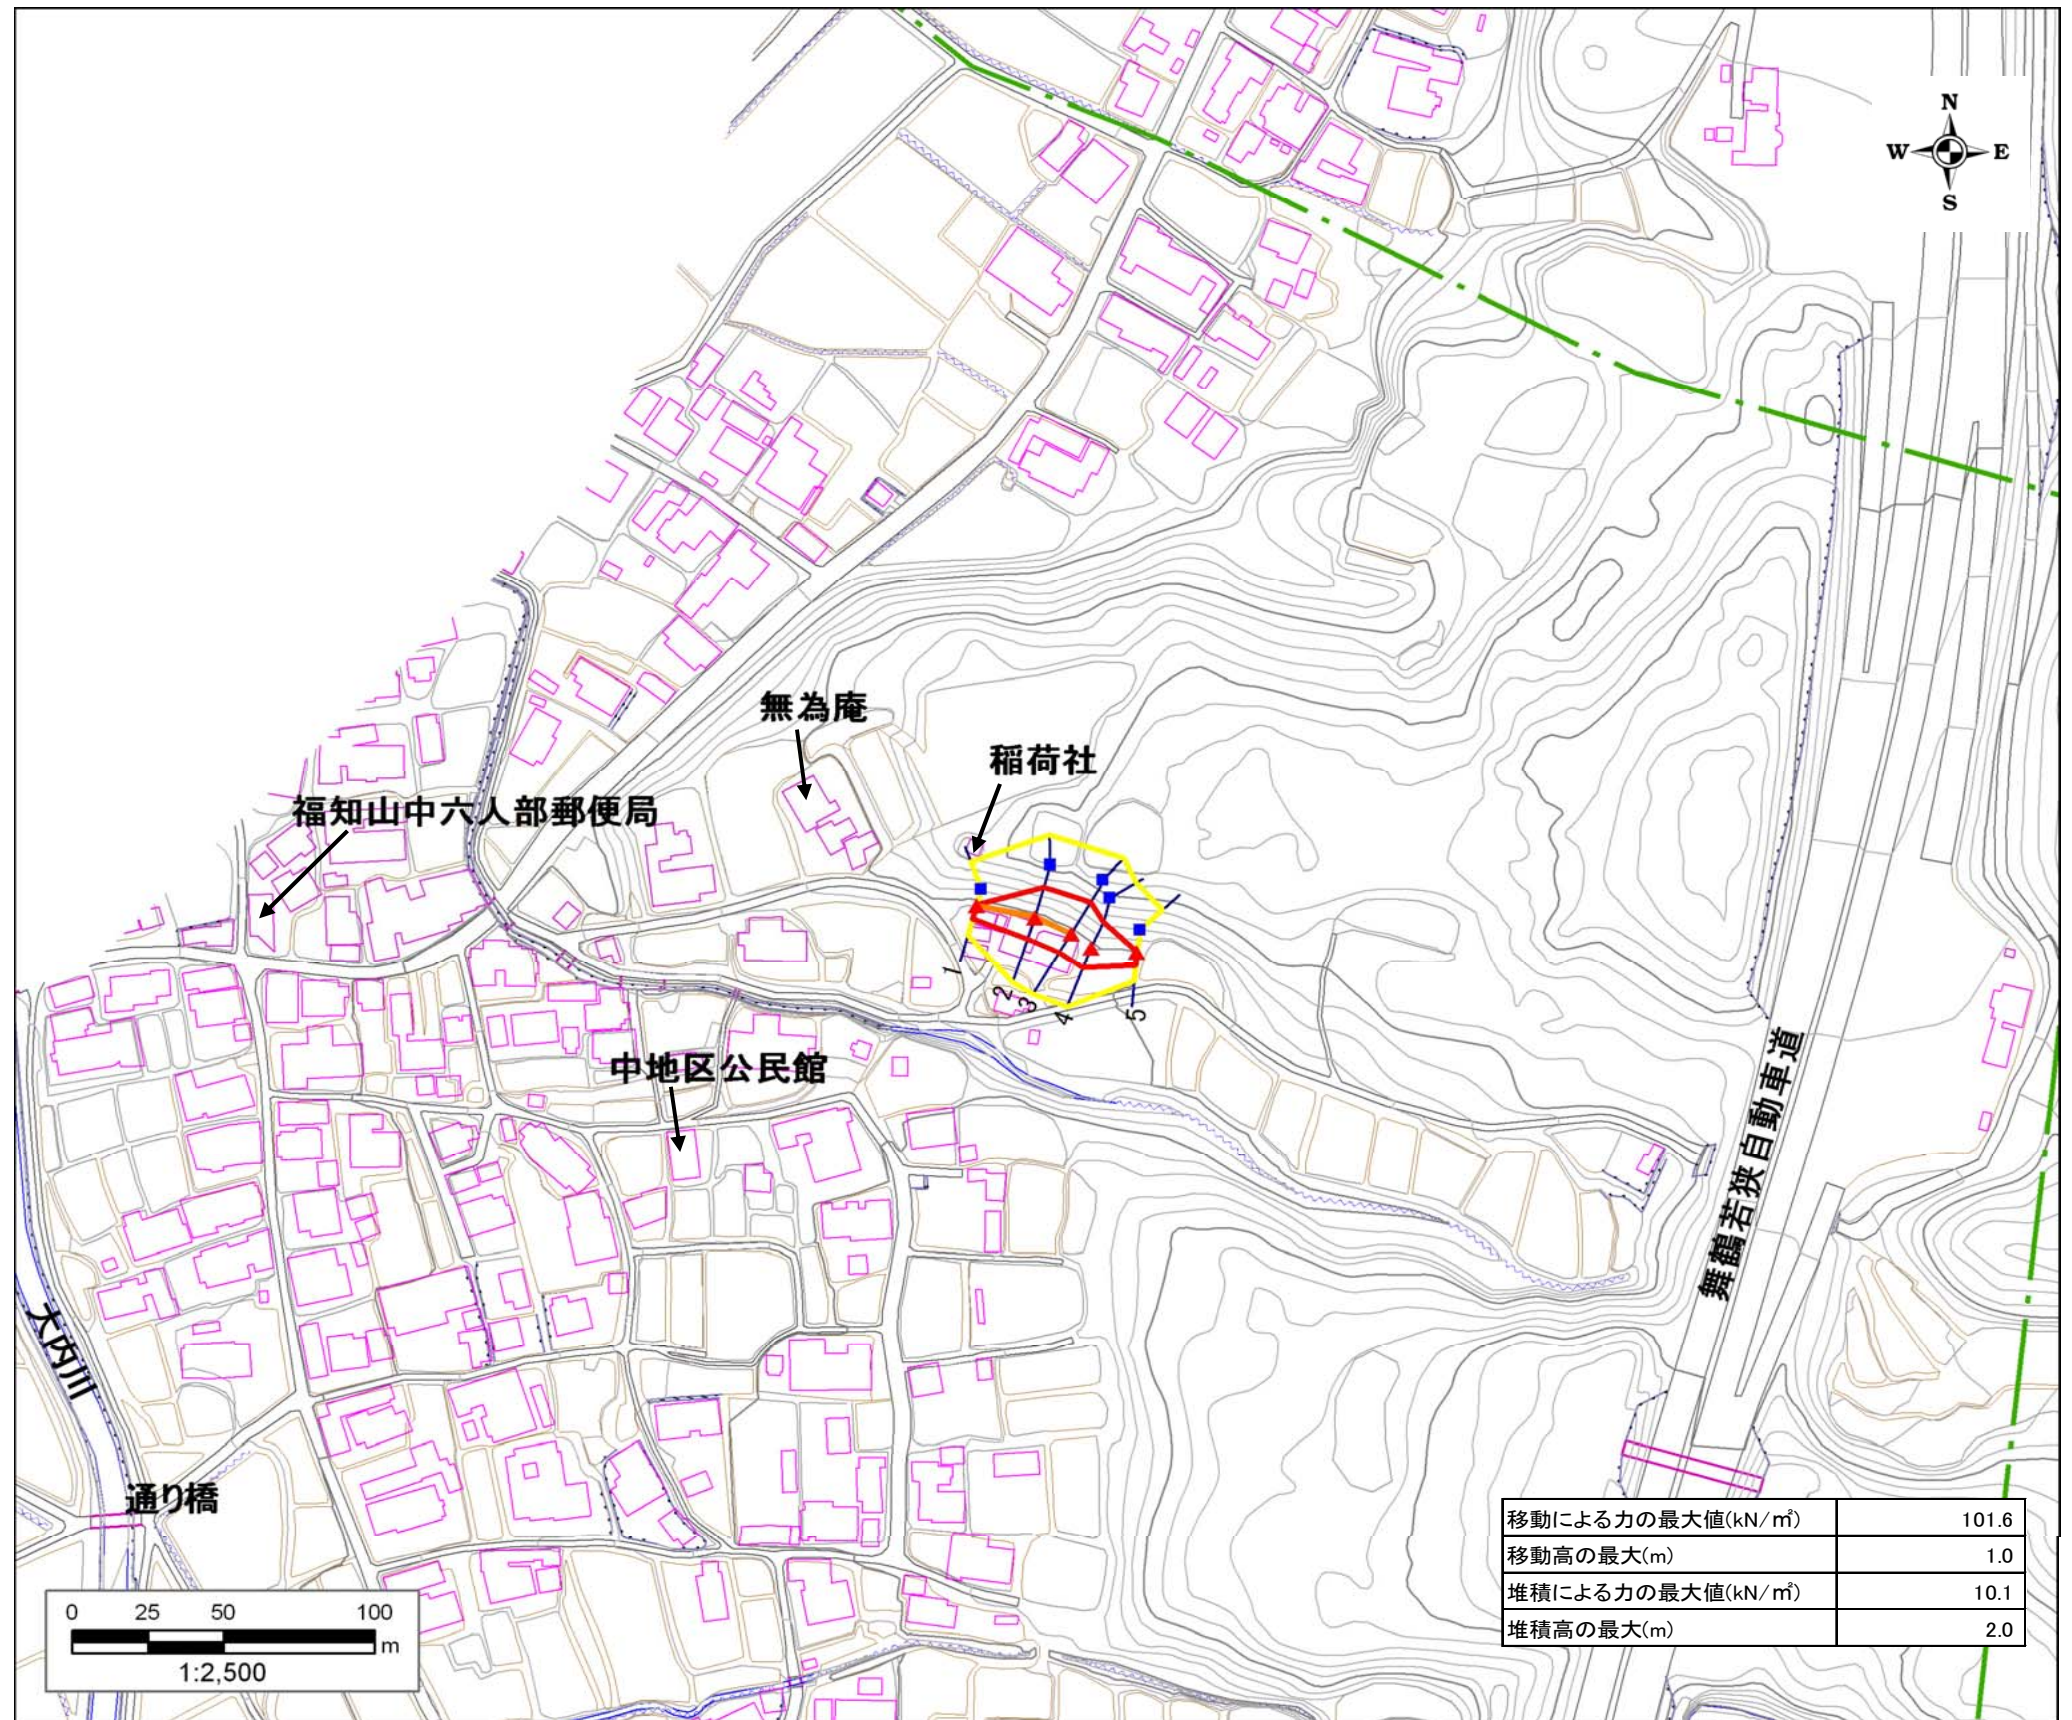 N
W E
S
無為庵
稲荷社
福知山中六人部郵便局
1
2
3
4
5
中地区公民館
舞鶴若狭自動車道
大内川
通り橋
移動による力の最大値(kN/㎡) 101.6
移動高の最大(m) 1.0
堆積による力の最大値(kN/㎡) 10.1
堆積高の最大(m) 2.0
0 25 50 100
m
1:2,500